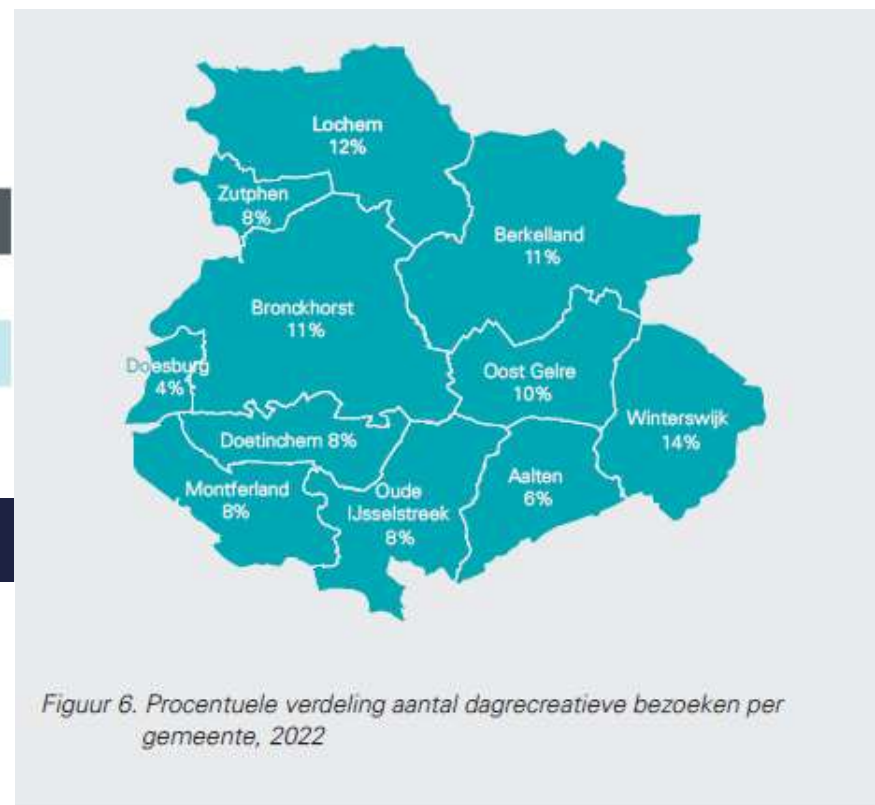 Lochem
12%
Zutphen
8%
Berkelland
11%
Bronckhorst
11%
Doesburg
4%
Oost Gelre
10%
Winterswijk
14%
Doetinchem 8%
Aalten
6%
Montferland
8%
Oude
IJsselstreek
8%
Figuur 6. Procentuele verdeling aantal dagrecreatieve bezoeken per
gemeente, 2022